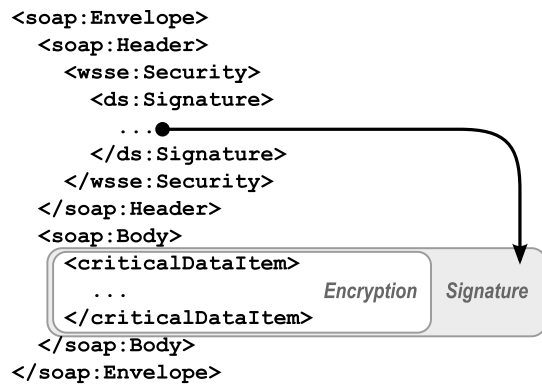 <soap:Envelope>
<soap:Header>
<wsse:Security>
<ds:Signature>
...
</ds:Signature>
</wsse:Security>
</soap:Header>
<soap:Body>
<criticalDataItem>
... Encryption Signature
</criticalDataItem>
</soap:Body>
</soap:Envelope>